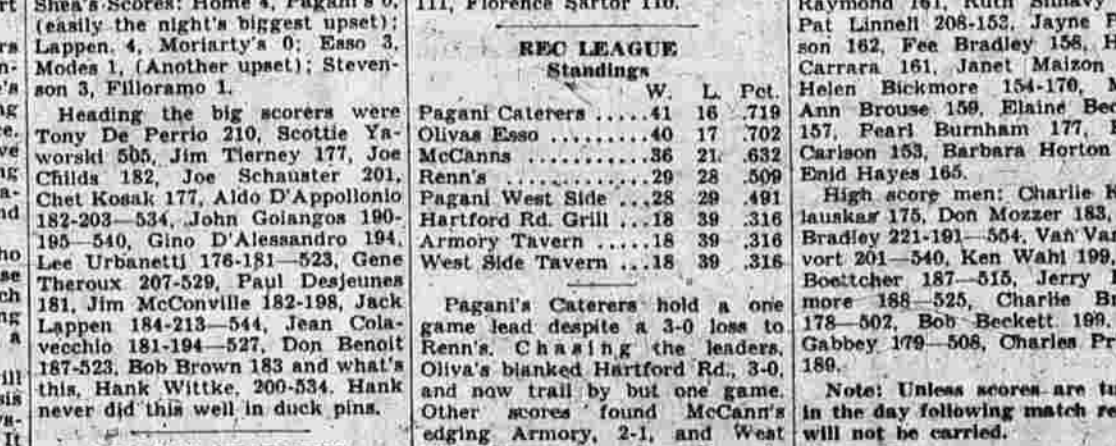 Shea's Scores: Home 4, Pagani's 0,
(easily the night's biggest upset);
Lappen, 4, Moriarty's 0; Esso 3,
Modes 1, (Another upset); Steven-
son 3, Filloramo 1.
Heading the big scorers were
Tony De Perrio 210, Scottie Ya-
worski 505, Jim Tierney 177, Joe
Childs 182, Joe Schauster 201,
Chet Kosak 177, Aldo D'Appollonio
182-203—534, John Golangos 190-
195—540, Gino D'Alessandro 194,
Lee Urbanetti 176-181—523, Gene
Theroux 207-529, Paul Desjeunes
181, Jim McConville 182-198, Jack
Lappen 184-213—544, Jean Cola-
vecchio 181-194—527, Don Benoit
187-523, Bob Brown 183 and what's
this, Hank Wittke, 200-534. Hank
never did this well in duck pins.
111, Florence Sartor 110.
REC LEAGUE
Standings
W. L. Pct.
Pagani Caterers .....41 16 .719
Olivas Esso .........40 17 .702
McCanns ...........36 21 .632
Renn's .............29 28 .509
Pagani West Side ...28 29 .491
Hartford Rd. Grill ...18 39 .316
Armory Tavern .....18 39 .316
West Side Tavern ...18 39 .316
Pagani's Caterers hold a one
game lead despite a 3-0 loss to
Renn's. Chasing the leaders,
Oliva's blanked Hartford Rd., 3-0,
and now trail by but one game.
Other scores found McCann's
edging Armory, 2-1, and West
Raymond 161, Ruth
Pat Linnell 208-153, Jayne
son 162, Fee Bradley 156,
Carrara 161, Janet Maizon
Helen Bickmore 154-170,
Ann Brouse 159, Elaine Be
157, Pearl Burnham 177,
Carlson 153, Barbara Horton
Enid Hayes 165.
High score men: Charlie
lauskas 175, Don Mozzer 183,
Bradley 221-191—554, Van Va
vort 201—540, Ken Wahl 199,
Boettcher 187—515, Jerry
more 188—525, Charlie B
178—502, Bob Beckett 199,
Gabbey 179—508, Charles Pr
189.
Note: Unless scores are tu
in the day following match re
will not be carried.